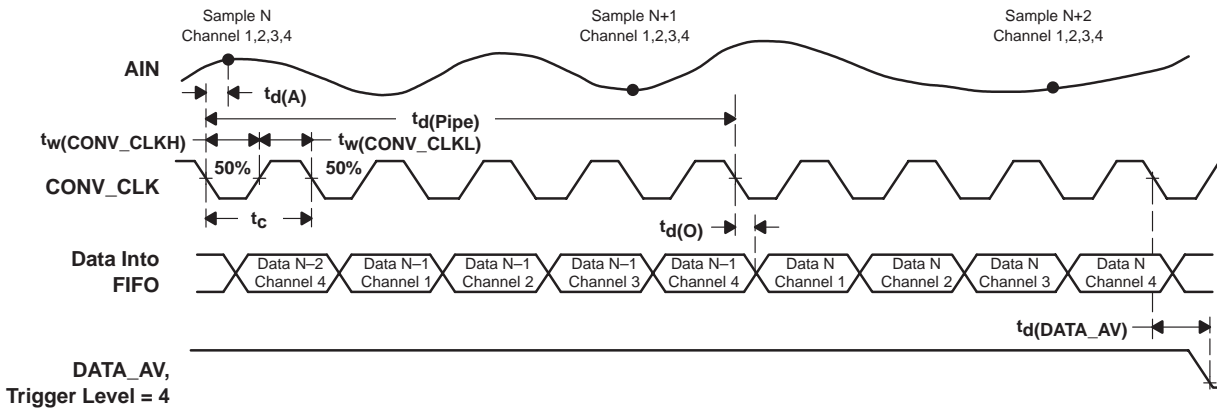 Sample N
Channel 1,2,3,4
Sample N+1
Channel 1,2,3,4
Sample N+2
Channel 1,2,3,4
AIN
td(A)
td(Pipe)
tw(CONV_CLKH)
tw(CONV_CLKL)
50%
50%
CONV_CLK
tc
td(O)
Data Into
FIFO
Data N–2
Channel 4
Data N–1
Channel 1
Data N–1
Channel 2
Data N–1
Channel 3
Data N–1
Channel 4
Data N
Channel 1
Data N
Channel 2
Data N
Channel 3
Data N
Channel 4
td(DATA_AV)
DATA_AV,
Trigger Level = 4